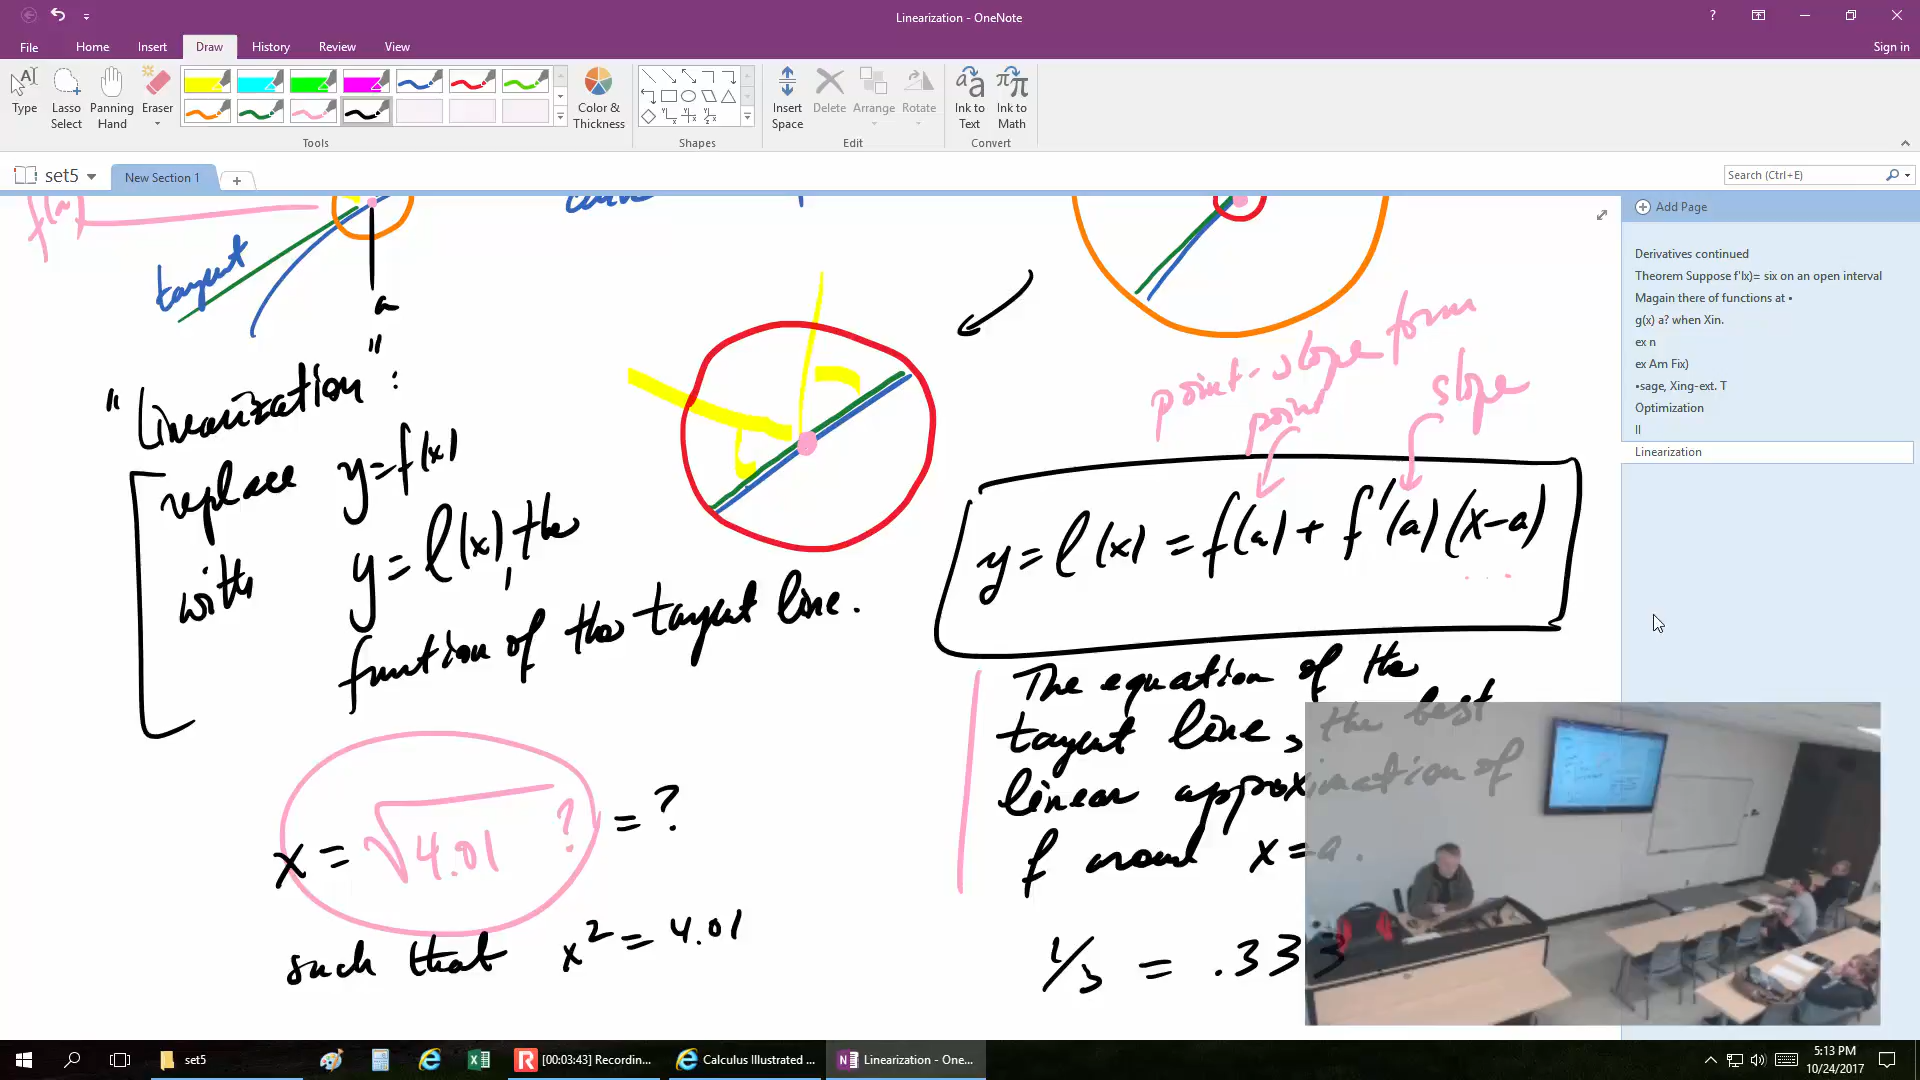 Linearization - OneNote
File Home Insert Draw History Review View
Sign in
Type
Lasso Select
Panning Hand
Eraser
Color & Thickness
Insert Space
Delete
Arrange
Rotate
Ink to Text
Ink to Math
Tools
Shapes
Edit
Convert
set5
New Section 1
Search (Ctrl+E)
Add Page
Derivatives continued
Theorem Suppose f'lx)= six on an open interval
Magain there of functions at •
g(x) a? when Xin.
ex n
ex Am Fix)
•sage, Xing-ext. T
Optimization
II
Linearization
f(a)
tangent
a
"Linearization":
replace y=f(x)
with y=l(x), the
function of the tangent line.
point-slope form
point
slope
y=l(x)=f(a)+f'(a)(x-a)
The equation of the
tangent line, the best
linear approximation of
f around x=a.
x=√4.01 ? = ?
such that x²=4.01
1/3 = .333
set5
[00:03:43] Recordin...
Calculus Illustrated ...
Linearization - One...
5:13 PM
10/24/2017